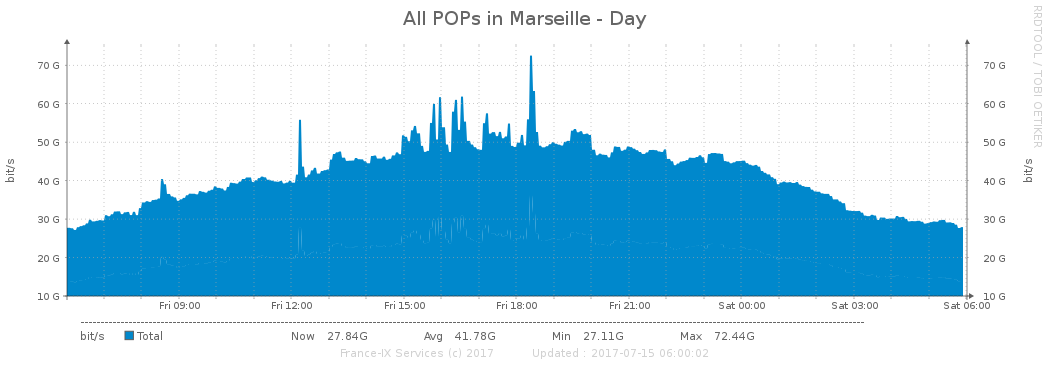 All POPs in Marseille - Day
RRDTOOL / TOBI OETIKER
70 G 70 G
60 G 60 G
50 G 50 G
40 G 40 G
30 G 30 G
20 G 20 G
10 G 10 G
bit/s
bit/s
Fri 09:00 Fri 12:00 Fri 15:00 Fri 18:00 Fri 21:00 Sat 00:00 Sat 03:00 Sat 06:00
bit/s Total Now 27.84G Avg 41.78G Min 27.11G Max 72.44G
France-IX Services (c) 2017 Updated : 2017-07-15 06:00:02